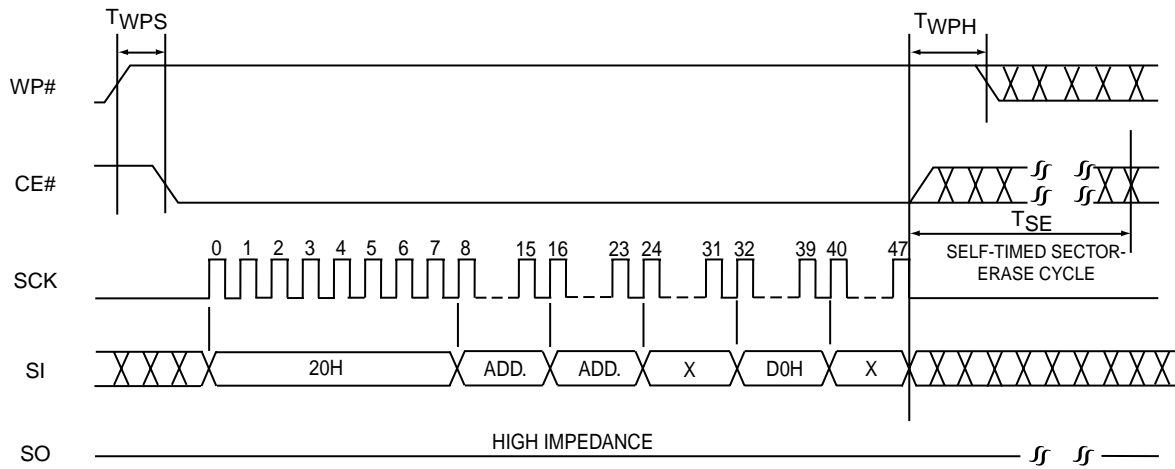 TWPS
TWPH
WP#
CE#
TSE
0 1 2 3 4 5 6 7 8 15 16 23 24 31 32 39 40 47
SELF-TIMED SECTOR-
ERASE CYCLE
SCK
SI
20H ADD. ADD. X D0H X
HIGH IMPEDANCE
SO